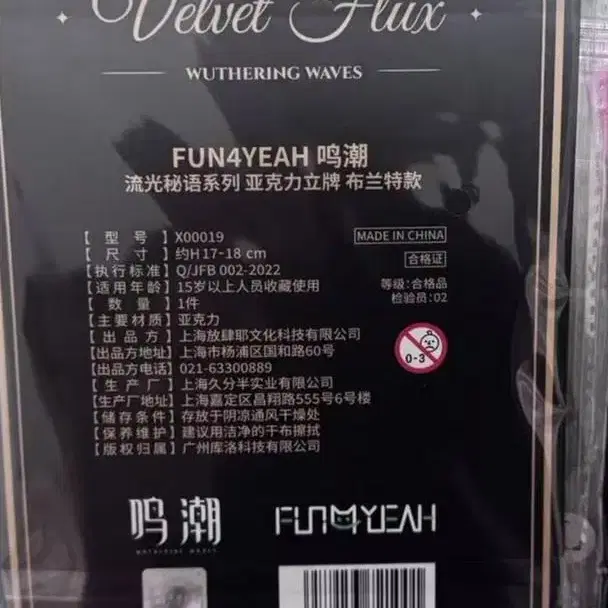 Velvet Flux
WUTHERING WAVES
FUN4YEAH 鸣潮
流光秘语系列 亚克力立牌 布兰特款
【型号】X00019
MADE IN CHINA
【尺寸】约H 17-18 cm
合格证
【执行标准】Q/JFB 002-2022
【适用年龄】15岁以上人员收藏使用
等级:合格品
【数量】1件
检验员:02
【主要材质】亚克力
【出品方】上海放肆耶文化科技有限公司
【出品方地址】上海市杨浦区国和路60号
0-3
【出品方电话】021-63300889
【生产厂】上海久分半实业有限公司
【生产厂地址】上海嘉定区昌翔路555号6号楼
【储存条件】存放于阴凉通风干燥处
【保养维护】建议用洁净的干布擦拭
【版权归属】广州库洛科技有限公司
鸣潮
WUTHERING WAVES
FUN4YEAH